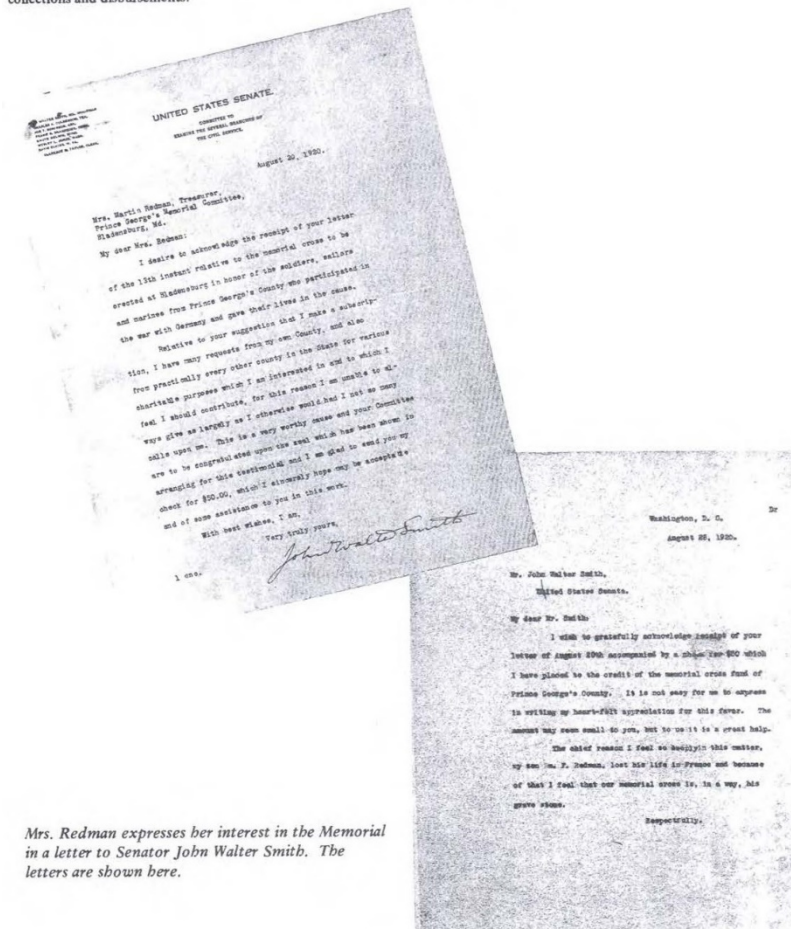 collections and disbursements.
UNITED STATES SENATE
COMMITTEE TO
EXAMINE THE SEVERAL BRANCHES OF
THE CIVIL SERVICE.
August 20, 1920.
Mrs. Martin Redman, Treasurer,
Prince George's Memorial Committee,
Bladensburg, Md.
My dear Mrs. Redman:
I desire to acknowledge the receipt of your letter
of the 13th instant relative to the memorial cross to be
erected at Bladensburg in honor of the soldiers, sailors
and marines from Prince George's County who participated in
the war with Germany and gave their lives in the cause.
Relative to your suggestion that I make a subscrip-
tion, I have many requests from my own County, and also
from practically every other county in the State for various
charitable purposes which I am interested in and to which I
feel I should contribute, for this reason I am unable to al-
ways give as largely as I otherwise would had I not so many
calls upon me. This is a very worthy cause and your Committee
are to be congratulated upon the zeal which has been shown in
arranging for this testimonial and I am glad to send you my
check for $50.00, which I sincerely hope may be acceptable
and of some assistance to you in this work.
With best wishes, I am,
Very truly yours,
John Walter Smith
1 enc.
Dr
Washington, D. C.
August 25, 1920.
Mr. John Walter Smith,
United States Senate.
My dear Mr. Smith:
I wish to gratefully acknowledge receipt of your
letter of August 20th accompanied by a check for $50 which
I have placed to the credit of the memorial cross fund of
Prince George's County. It is not easy for me to express
in writing my heart-felt appreciation for this favor. The
amount may seem small to you, but to us it is a great help.
The chief reason I feel so deeply in this matter,
my son Wm. F. Redman, lost his life in France and because
of that I feel that our memorial cross is, in a way, his
grave stone.
Respectfully,
Mrs. Redman expresses her interest in the Memorial
in a letter to Senator John Walter Smith. The
letters are shown here.